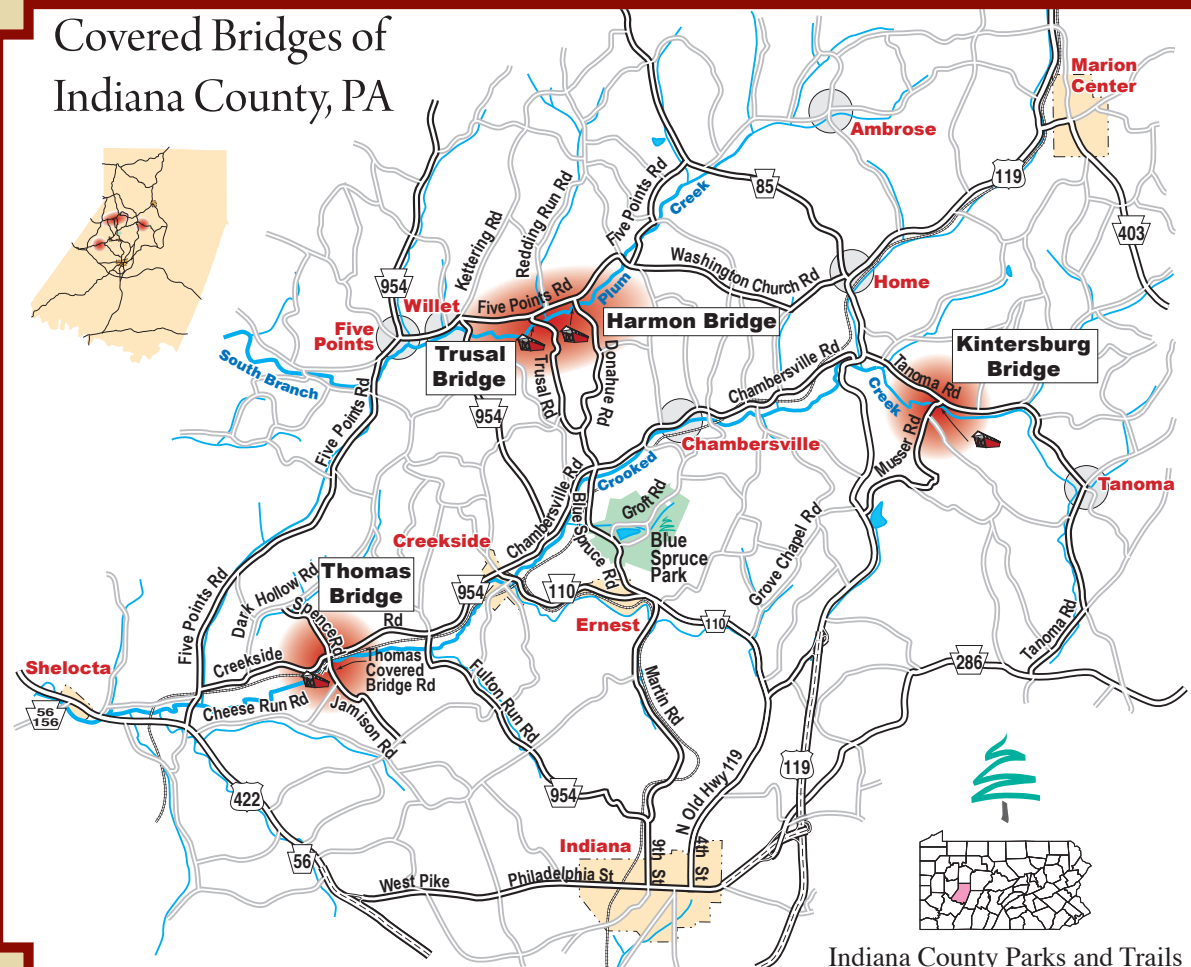 Covered Bridges of
Indiana County, PA
Marion
Center
Ambrose
119
85
403
Five Points Rd
Creek
Redding Run Rd
Kettering Rd
Washington Church Rd
Home
954
Willet
Five Points Rd
Plum
Five
Points
Harmon Bridge
Trusal
Bridge
Kintersburg
Bridge
South Branch
Trusal Rd
Donahue Rd
Chambersville Rd
Tanoma Rd
Creek
Five Points Rd
954
Chambersville
Musser Rd
Crooked
Tanoma
Chambersville Rd
Blue Spruce Rd
Groft Rd
Blue
Spruce
Park
Grove Chapel Rd
Creekside
Thomas
Bridge
954
110
Ernest
110
Five Points Rd
Dark Hollow Rd
Spence Rd
Rd
Creekside
Thomas
Covered
Bridge Rd
Tanoma Rd
286
Shelocta
56
156
Cheese Run Rd
Jamison Rd
Fulton Run Rd
Martin Rd
422
954
N Old Hwy 119
119
56
Indiana
9th St
4th St
West Pike
Philadelphia St
Indiana County Parks and Trails